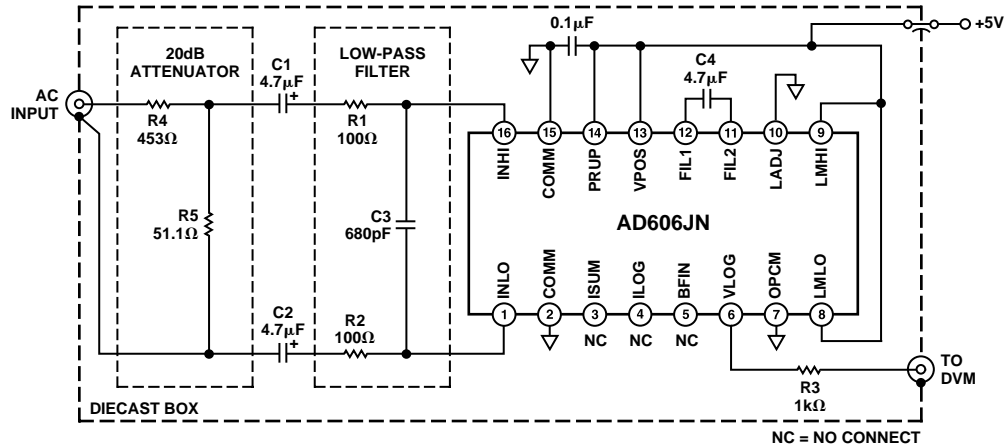 0.1µF
+5V
20dB
ATTENUATOR
LOW-PASS
FILTER
C1
4.7µF
+
C4
4.7µF
AC
INPUT
R4
453Ω
R1
100Ω
16
15
14
13
12
11
10
9
INHI
COMM
PRUP
VPOS
FIL1
FIL2
LADJ
LMHI
R5
51.1Ω
C3
680pF
AD606JN
INLO
COMM
ISUM
ILOG
BFIN
VLOG
OPCM
LMLO
1
2
3
4
5
6
7
8
C2
4.7µF
+
R2
100Ω
NC
NC
NC
R3
1kΩ
TO
DVM
DIECAST BOX
NC = NO CONNECT